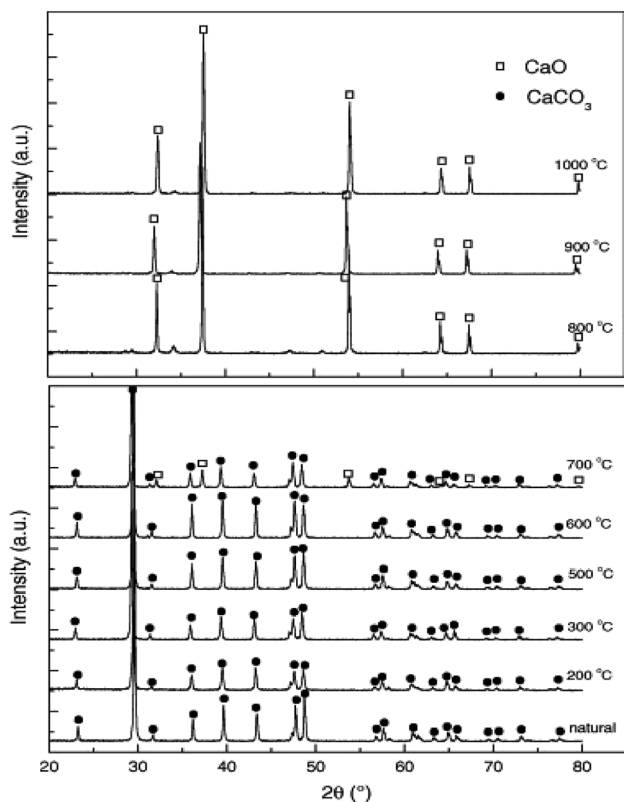 Intensity (a.u.)
CaO
CaCO3
1000 °C
900 °C
800 °C
Intensity (a.u.)
700 °C
600 °C
500 °C
300 °C
200 °C
natural
20 30 40 50 60 70 80
2θ (°)